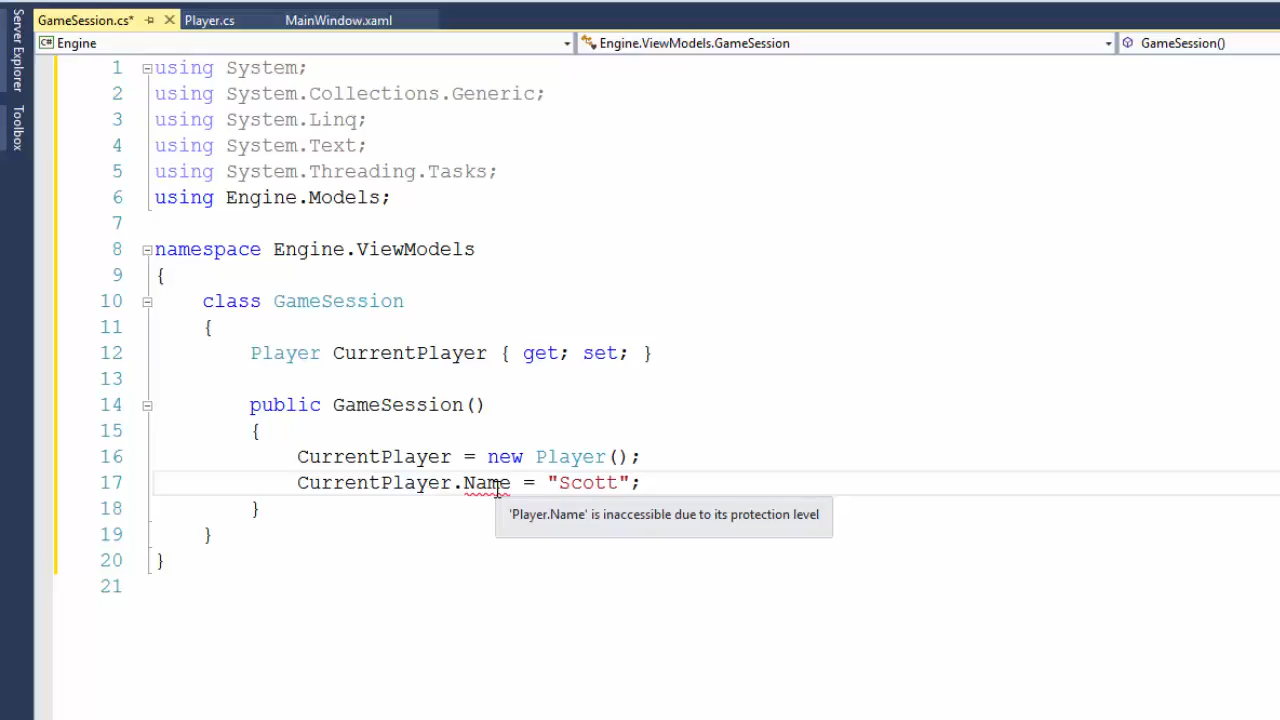 GameSession.cs* Player.cs MainWindow.xaml
Server Explorer
Toolbox
C# Engine Engine.ViewModels.GameSession GameSession()
1 using System;
2 using System.Collections.Generic;
3 using System.Linq;
4 using System.Text;
5 using System.Threading.Tasks;
6 using Engine.Models;
7
8 namespace Engine.ViewModels
9 {
10 class GameSession
11 {
12 Player CurrentPlayer { get; set; }
13
14 public GameSession()
15 {
16 CurrentPlayer = new Player();
17 CurrentPlayer.Name = "Scott";
'Player.Name' is inaccessible due to its protection level
18 }
19 }
20 }
21